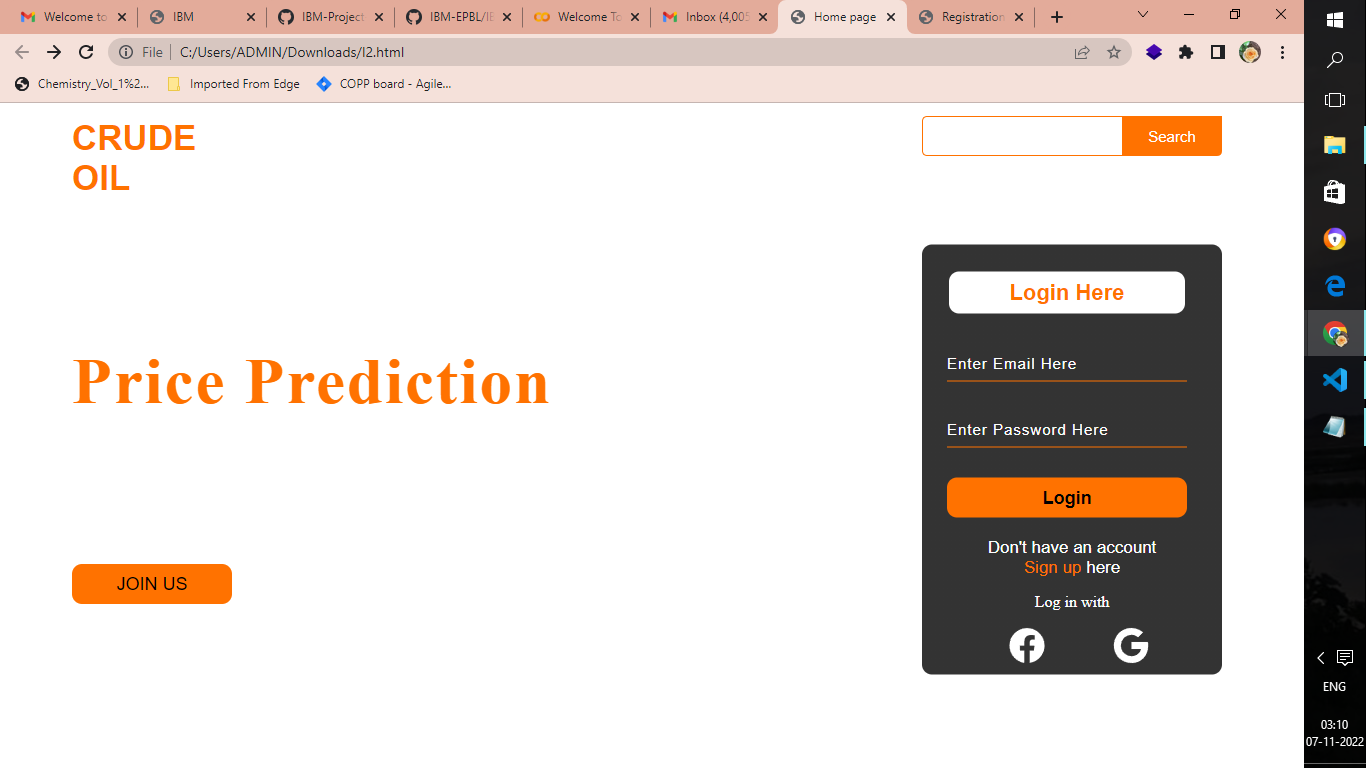 Welcome to
IBM
IBM-Project
IBM-EPBL/IB
Welcome To
Inbox (4,005
Home page
Registration
File
C:/Users/ADMIN/Downloads/l2.html
Chemistry_Vol_1%2...
Imported From Edge
COPP board - Agile...
CRUDE
OIL
Search
Login Here
Enter Email Here
Price Prediction
Enter Password Here
Login
Don't have an account
Sign up here
JOIN US
Log in with
ENG
03:10
07-11-2022